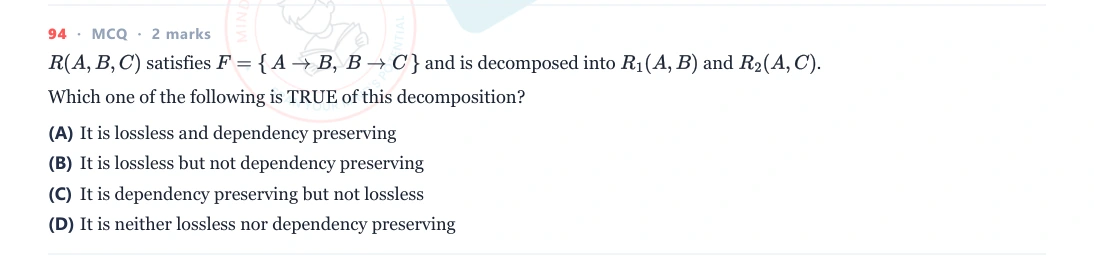 94 · MCQ · 2 marks
R(A, B, C) satisfies F = { A → B, B → C } and is decomposed into R₁(A, B) and R₂(A, C).
Which one of the following is TRUE of this decomposition?
(A) It is lossless and dependency preserving
(B) It is lossless but not dependency preserving
(C) It is dependency preserving but not lossless
(D) It is neither lossless nor dependency preserving